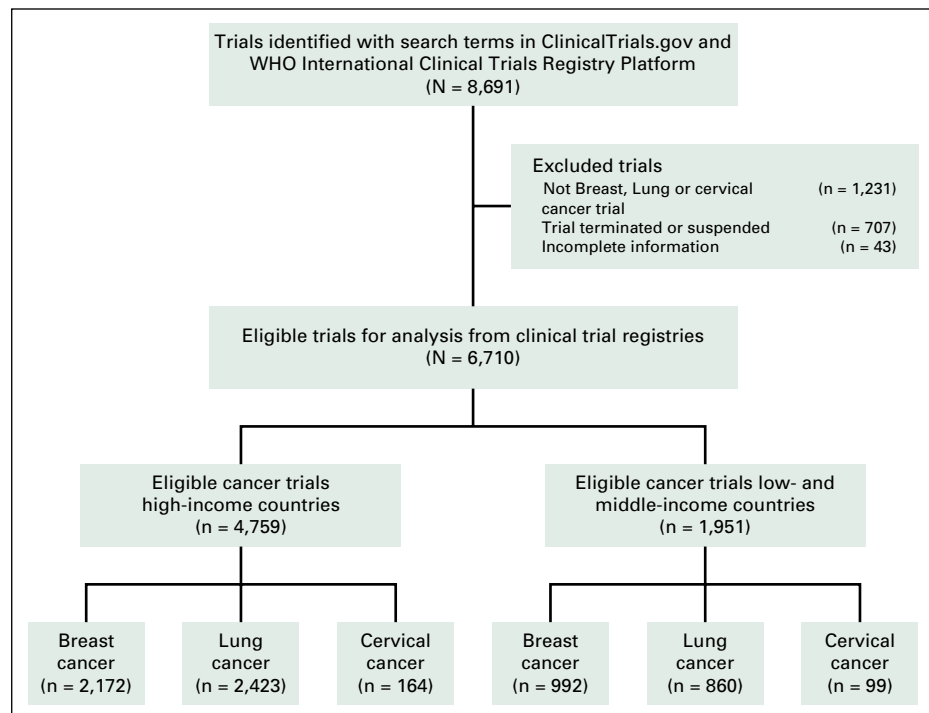 Trials identified with search terms in ClinicalTrials.gov and
WHO International Clinical Trials Registry Platform
(N = 8,691)
Excluded trials
Not Breast, Lung or cervical (n = 1,231)
cancer trial
Trial terminated or suspended (n = 707)
Incomplete information (n = 43)
Eligible trials for analysis from clinical trial registries
(N = 6,710)
Eligible cancer trials
high-income countries
(n = 4,759)
Eligible cancer trials low- and
middle-income countries
(n = 1,951)
Breast
cancer
(n = 2,172)
Lung
cancer
(n = 2,423)
Cervical
cancer
(n = 164)
Breast
cancer
(n = 992)
Lung
cancer
(n = 860)
Cervical
cancer
(n = 99)